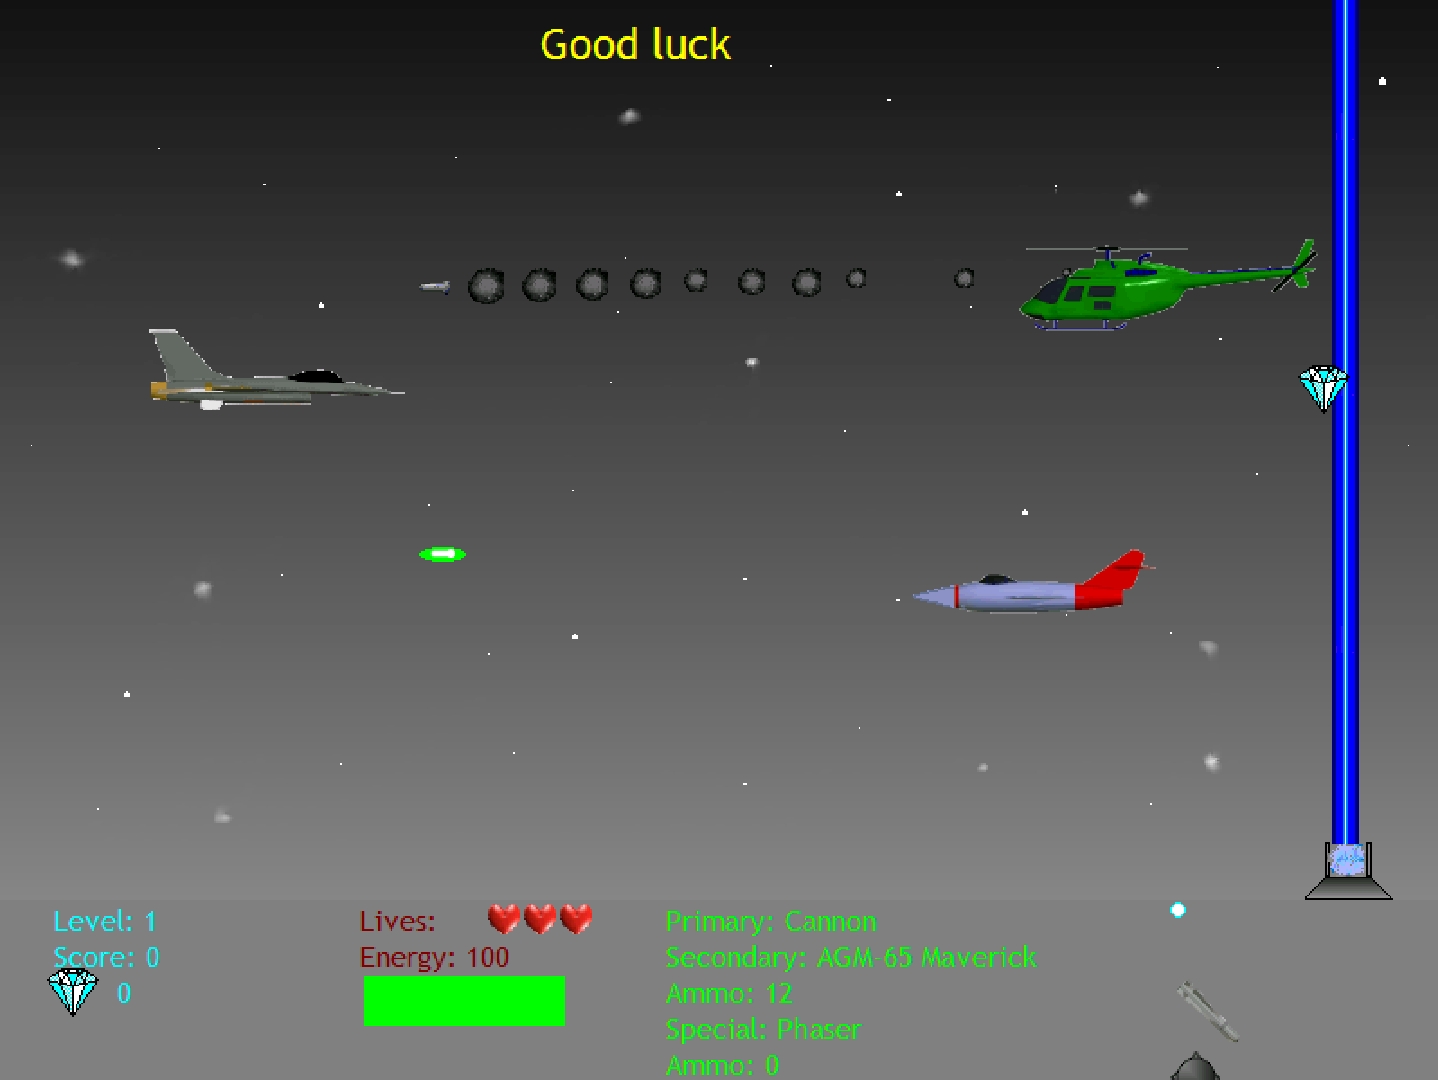 Good luck
Level: 1
Score: 0
0
Lives:
Energy: 100
Primary: Cannon
Secondary: AGM-65 Maverick
Ammo: 12
Special: Phaser
Ammo: 0